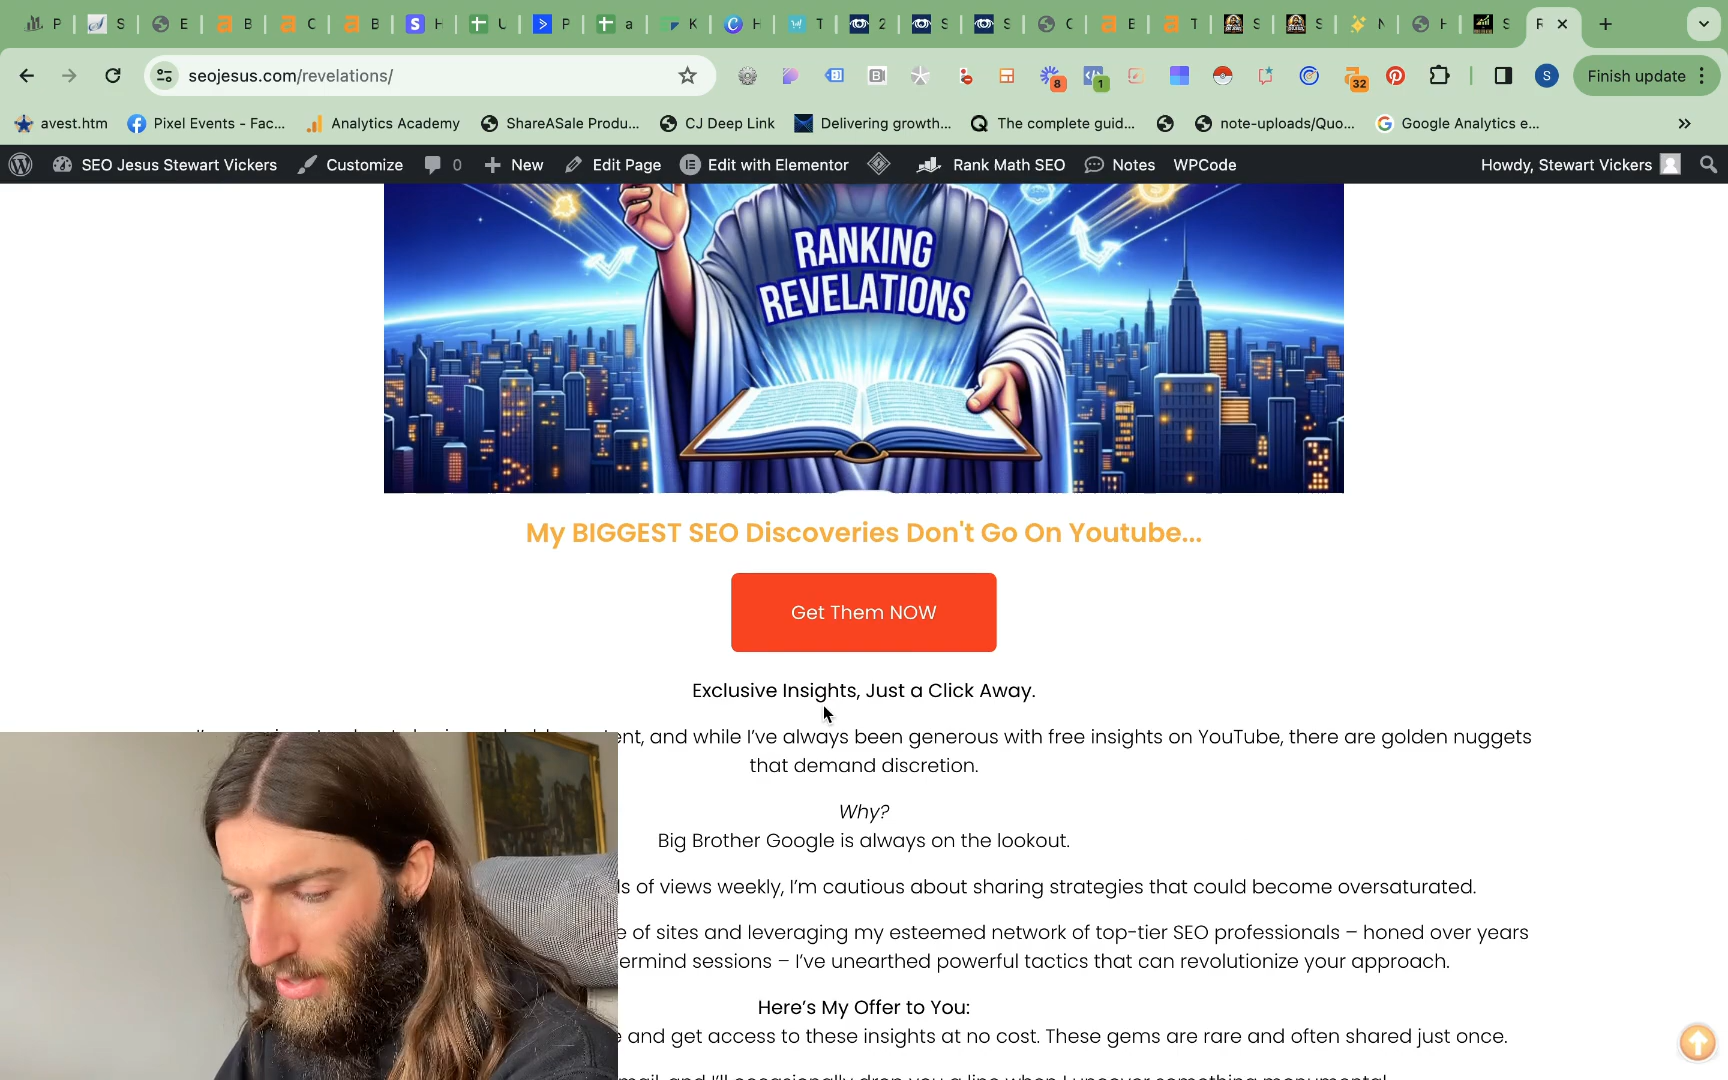 P
S
E
B
C
B
H
U
P
a
K
H
T
2
S
S
C
E
T
S
S
N
H
S
R
seojesus.com/revelations/
8
1
32
Finish update
avest.htm
Pixel Events - Fac...
Analytics Academy
ShareASale Produ...
CJ Deep Link
Delivering growth...
The complete guid...
note-uploads/Quo...
Google Analytics e...
SEO Jesus Stewart Vickers
Customize
0
New
Edit Page
Edit with Elementor
Rank Math SEO
Notes
WPCode
Howdy, Stewart Vickers
RANKING
REVELATIONS
My BIGGEST SEO Discoveries Don't Go On Youtube...
Get Them NOW
Exclusive Insights, Just a Click Away.
and while I've always been generous with free insights on YouTube, there are golden nuggets
that demand discretion.
Why?
Big Brother Google is always on the lookout.
of views weekly, I'm cautious about sharing strategies that could become oversaturated.
of sites and leveraging my esteemed network of top-tier SEO professionals – honed over years
sessions – I've unearthed powerful tactics that can revolutionize your approach.
Here's My Offer to You:
and get access to these insights at no cost. These gems are rare and often shared just once.